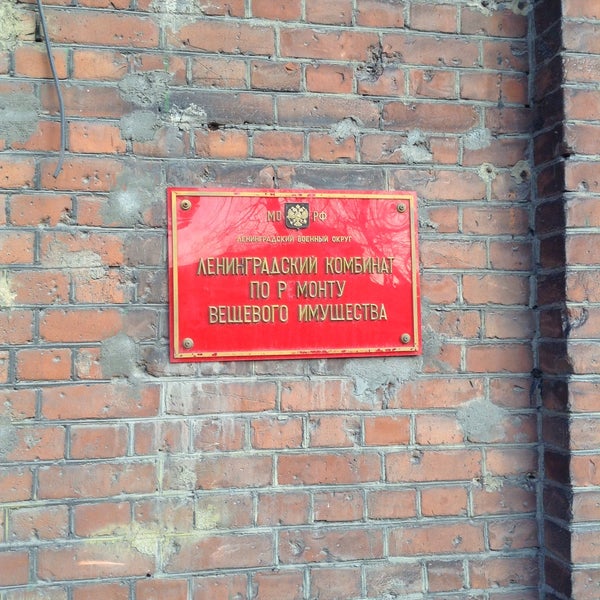 МО РФ
ЛЕНИНГРАДСКИЙ ВОЕННЫЙ ОКРУГ
ЛЕНИНГРАДСКИЙ КОМБИНАТ
ПО Р МОНТУ
ВЕЩЕВОГО ИМУЩЕСТВА